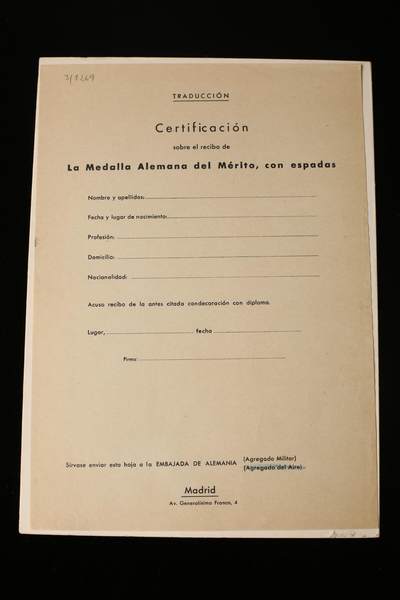 3/1269
TRADUCCIÓN
Certificación
sobre el recibo de
La Medalla Alemana del Mérito, con espadas
Nombre y apellidos:
Fecha y lugar de nacimiento:
Profesión:
Domicilio:
Nacionalidad:
Acuso recibo de la antes citada condecoración con diploma.
Lugar, fecha
Firma:
Sírvase enviar esta hoja a la EMBAJADA DE ALEMANIA (Agregado Militar)
(Agregado del Aire)
Madrid
Av. Generalísimo Franco, 4